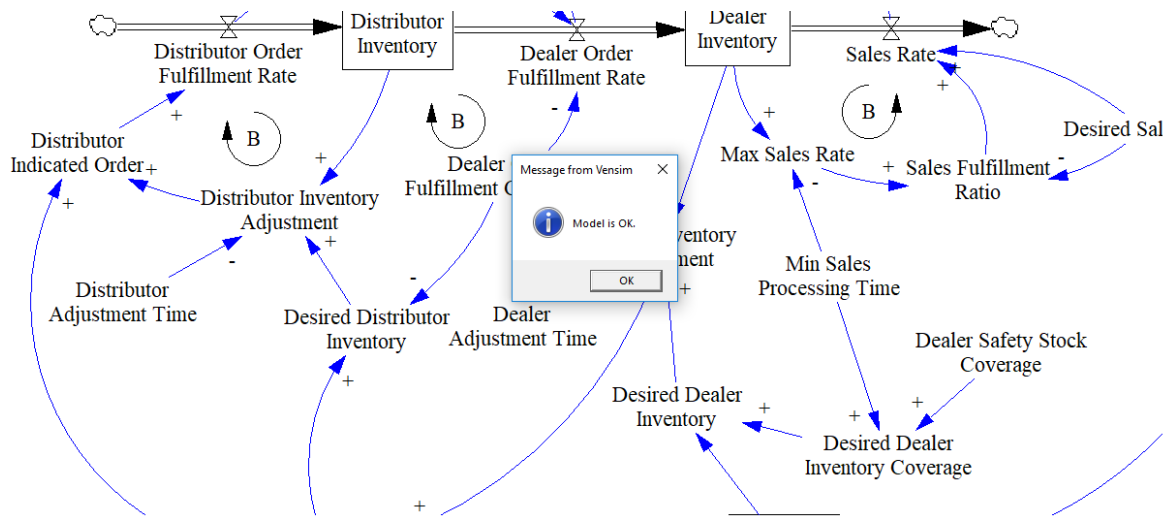 Distributor
Inventory
Dealer
Inventory
Distributor Order
Fulfillment Rate
Dealer Order
Fulfillment Rate
Sales Rate
+
+
-
+
+
B
B
B
Distributor
Indicated Order
+
+
+
Distributor Inventory
Adjustment
Dealer
Fulfillment
Max Sales Rate
+
-
Desired
-
Sales Fulfillment
Ratio
Message from Vensim
Model is OK.
OK
+
-
+
Distributor
Adjustment Time
-
Desired Distributor
Inventory
+
Dealer
Adjustment Time
Min Sales
Processing Time
Dealer Safety Stock
Coverage
Desired Dealer
Inventory
+
+
+
Desired Dealer
Inventory Coverage
+